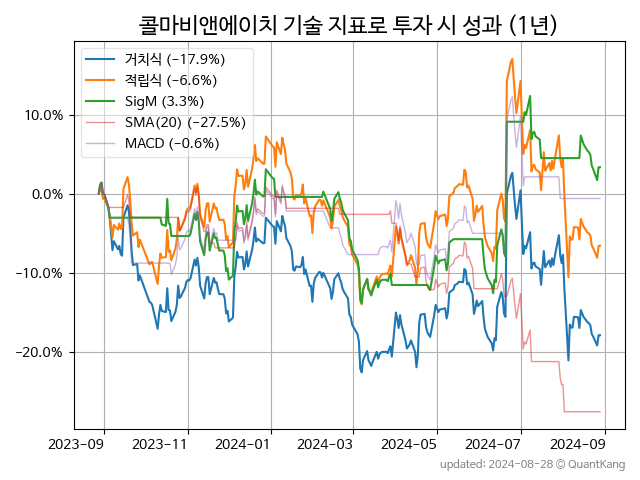 콜마비앤에이치 기술 지표로 투자 시 성과 (1년)
거치식 (−17.9%)
적립식 (−6.6%)
SigM (3.3%)
SMA(20) (−27.5%)
MACD (−0.6%)
10.0%
0.0%
−10.0%
−20.0%
2023-09 2023-11 2024-01 2024-03 2024-05 2024-07 2024-09
updated: 2024-08-28 © QuantKang